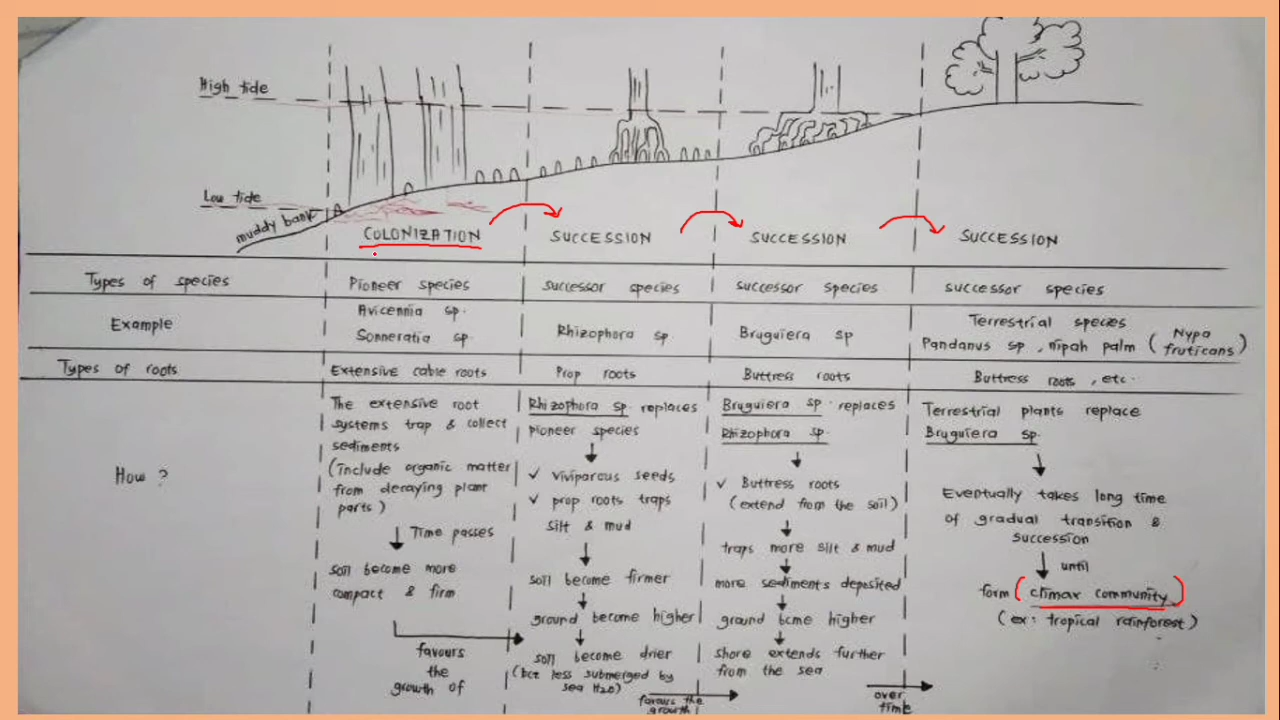 High tide
Low tide
muddy bank
COLONIZATION
SUCCESSION
SUCCESSION
SUCCESSION
Types of species
Pioneer species
successor species
successor species
successor species
Example
Avicennia sp.
Sonneratia sp.
Rhizophora sp
Bruguiera sp
Terrestrial species
Pandanus sp, nipah palm (Nypa
fruticans)
Types of roots
Extensive cable roots
Prop roots
Buttress roots
Buttress roots, etc.
How ?
The extensive root
systems trap & collect
sediments
(include organic matter
from deraying plant
parts)
Time passes
soil become more
compact & firm
favours
the
growth of
Rhizophora sp. replaces
pioneer species
✓ viviparous seeds
✓ prop roots traps
silt & mud
soil become firmer
ground become higher
soil become drier
(bcz less submerged by
sea H2O)
favours the
growth
Bruguiera sp. replaces
Rhizophora sp.
✓ Buttress roots
(extend from the soil)
traps more silt & mud
more sediments deposited
ground bcme higher
shore extends further
from the sea
over
time
Terrestrial plants replace
Bruguiera sp.
Eventually takes long time
of gradual transition &
succession
until
form (climax community)
(ex: tropical rainforest)